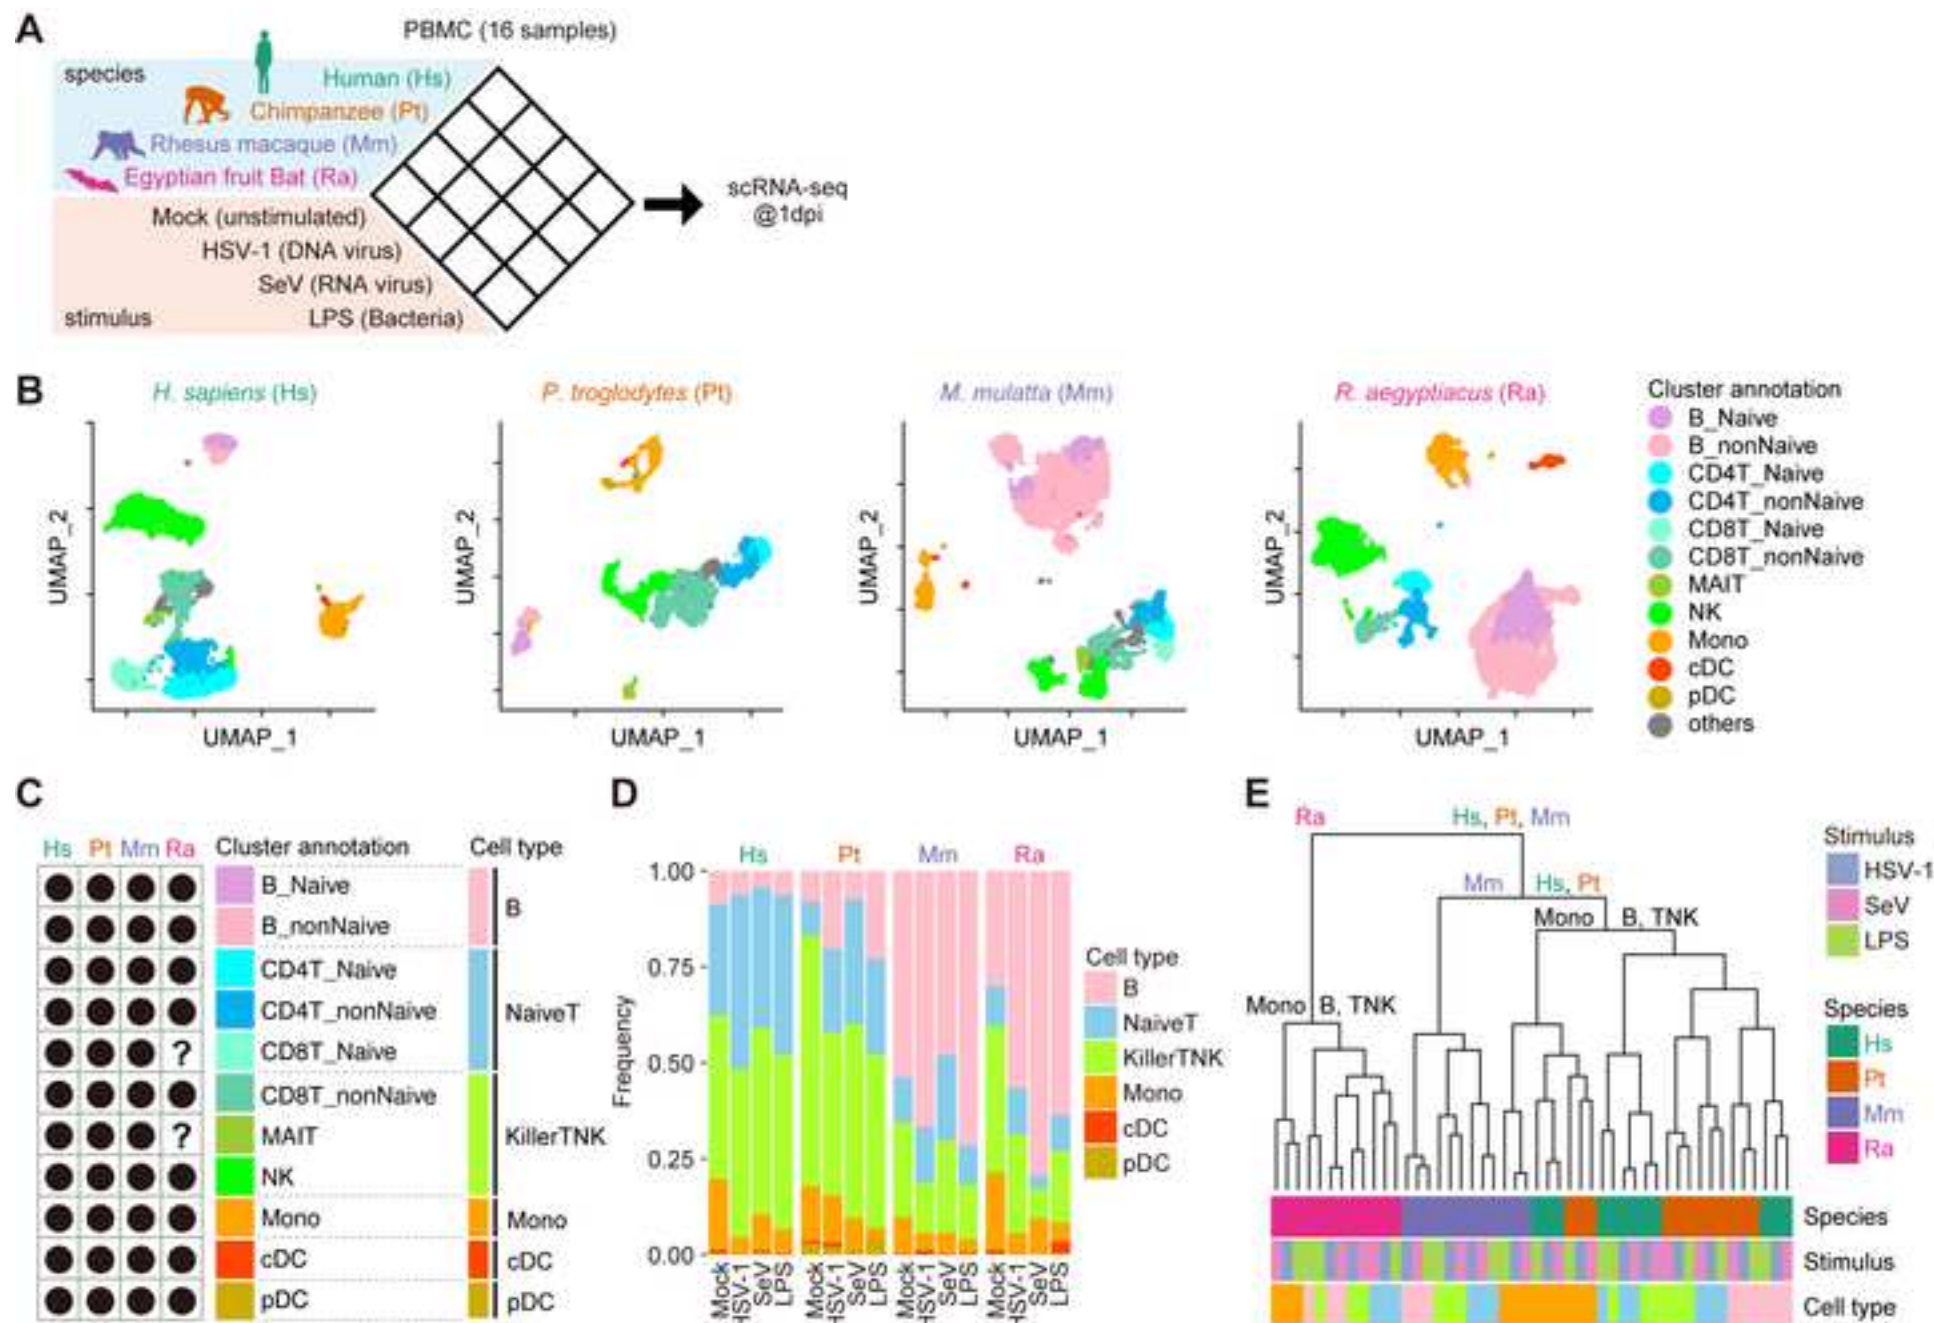 A
PBMC (16 samples)
species
Human (Hs)
Chimpanzee (Pt)
Rhesus macaque (Mm)
Egyptian fruit Bat (Ra)
Mock (unstimulated)
HSV-1 (DNA virus)
SeV (RNA virus)
stimulus
LPS (Bacteria)
scRNA-seq
@1dpi
B
H. sapiens (Hs)
P. troglodytes (Pt)
M. mulatta (Mm)
R. aegyptiacus (Ra)
UMAP_2
UMAP_2
UMAP_2
UMAP_2
UMAP_1
UMAP_1
UMAP_1
UMAP_1
Cluster annotation
B_Naive
B_nonNaive
CD4T_Naive
CD4T_nonNaive
CD8T_Naive
CD8T_nonNaive
MAIT
NK
Mono
cDC
pDC
others
C
Hs Pt Mm Ra
Cluster annotation
Cell type
B_Naive
B_nonNaive
CD4T_Naive
CD4T_nonNaive
? CD8T_Naive
CD8T_nonNaive
? MAIT
NK
Mono
cDC
pDC
B
NaiveT
KillerTNK
Mono
cDC
pDC
D
Hs Pt Mm Ra
1.00
0.75
0.50
0.25
0.00
Frequency
Mock HSV-1 SeV LPS Mock HSV-1 SeV LPS Mock HSV-1 SeV LPS Mock HSV-1 SeV LPS
Cell type
B
NaiveT
KillerTNK
Mono
cDC
pDC
E
Ra
Hs, Pt, Mm
Mm
Hs, Pt
Mono B, TNK
Mono B, TNK
Stimulus
HSV-1
SeV
LPS
Species
Hs
Pt
Mm
Ra
Species
Stimulus
Cell type